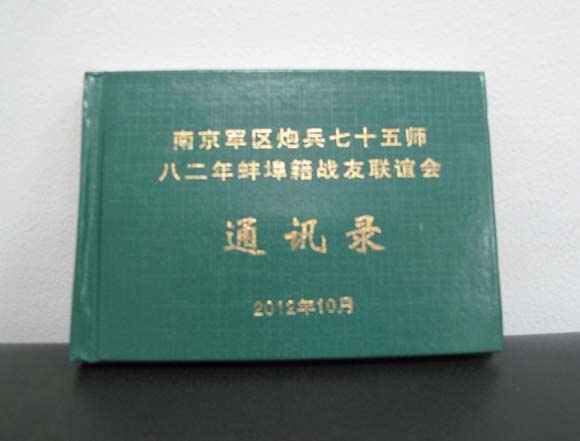 南京军区炮兵七十五师
八二年蚌埠籍战友联谊会
通讯录
2012年10月